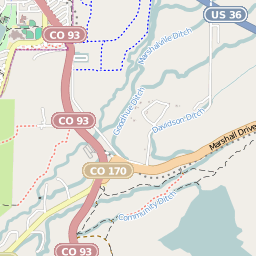 US 36
CO 93
Marshallville Ditch
Goodhue Ditch
CO 93
Davidson Ditch
Marshall Drive
CO 170
Community Ditch
CO 93